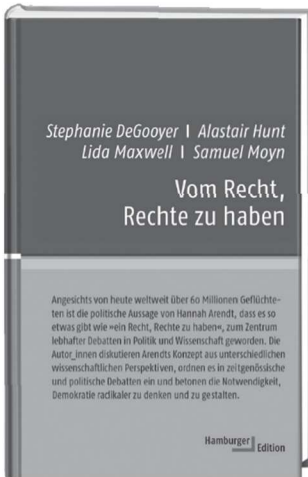 Stephanie DeGooyer | Alastair Hunt
Lida Maxwell | Samuel Moyn
Vom Recht,
Rechte zu haben
Angesichts von heute weltweit über 60 Millionen Geflüchte-
ten ist die politische Aussage von Hannah Arendt, dass es so
etwas gibt wie »ein Recht, Rechte zu haben«, zum Zentrum
lebhafter Debatten in Politik und Wissenschaft geworden. Die
Autor_innen diskutieren Arendts Konzept aus unterschiedlichen
wissenschaftlichen Perspektiven, ordnen es in zeitgenössische
und politische Debatten ein und betonen die Notwendigkeit,
Demokratie radikaler zu denken und zu gestalten.
Hamburger
Edition